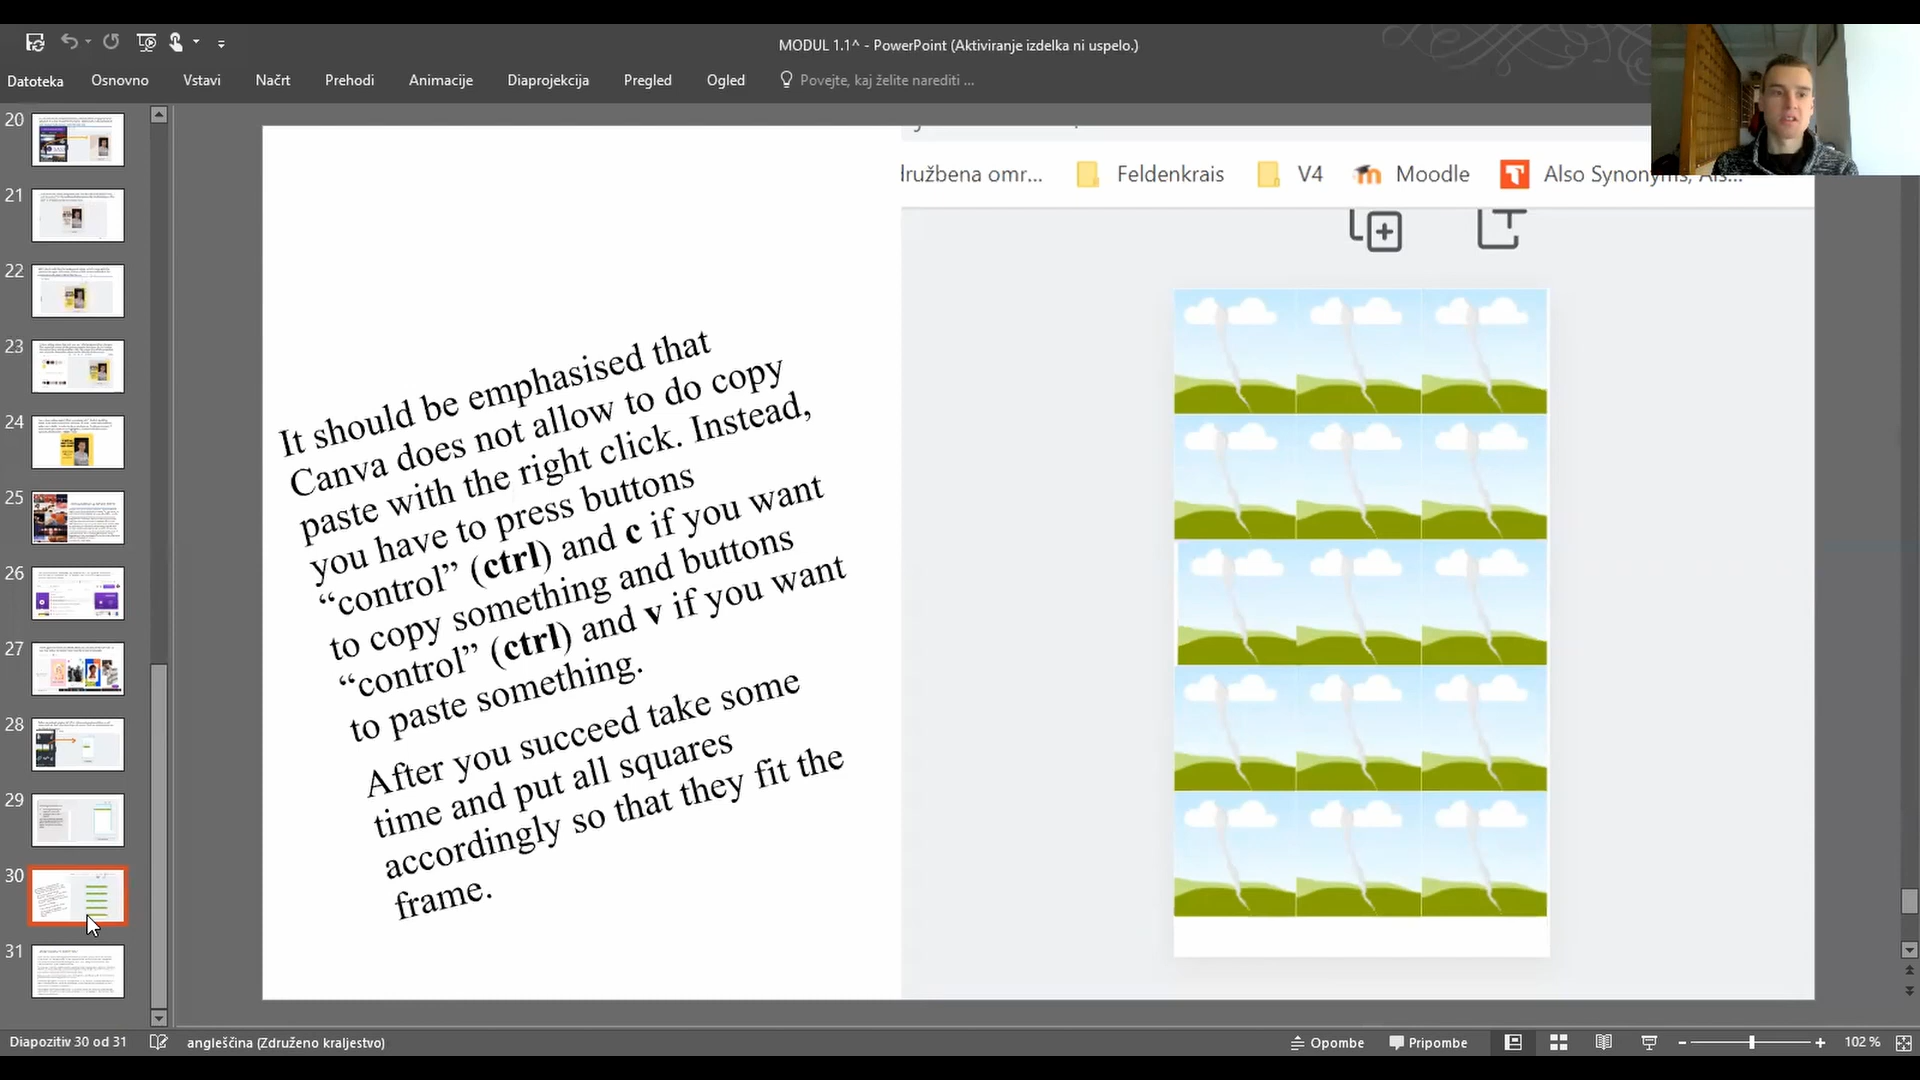 MODUL 1.1^ - PowerPoint (Aktiviranje izdelka ni uspelo.)
Datoteka
Osnovno
Vstavi
Načrt
Prehodi
Animacije
Diaprojekcija
Pregled
Ogled
Povejte, kaj želite narediti ...
20
21
22
23
24
25
26
27
28
29
30
31
družbena omr...
Feldenkrais
V4
Moodle
Also Synonyms, Als...
It should be emphasised that
Canva does not allow to do copy
paste with the right click. Instead,
you have to press buttons
“control” (ctrl) and c if you want
to copy something and buttons
“control” (ctrl) and v if you want
to paste something.
After you succeed take some
time and put all squares
accordingly so that they fit the
frame.
Diapozitiv 30 od 31
angleščina (Združeno kraljestvo)
Opombe
Pripombe
102 %